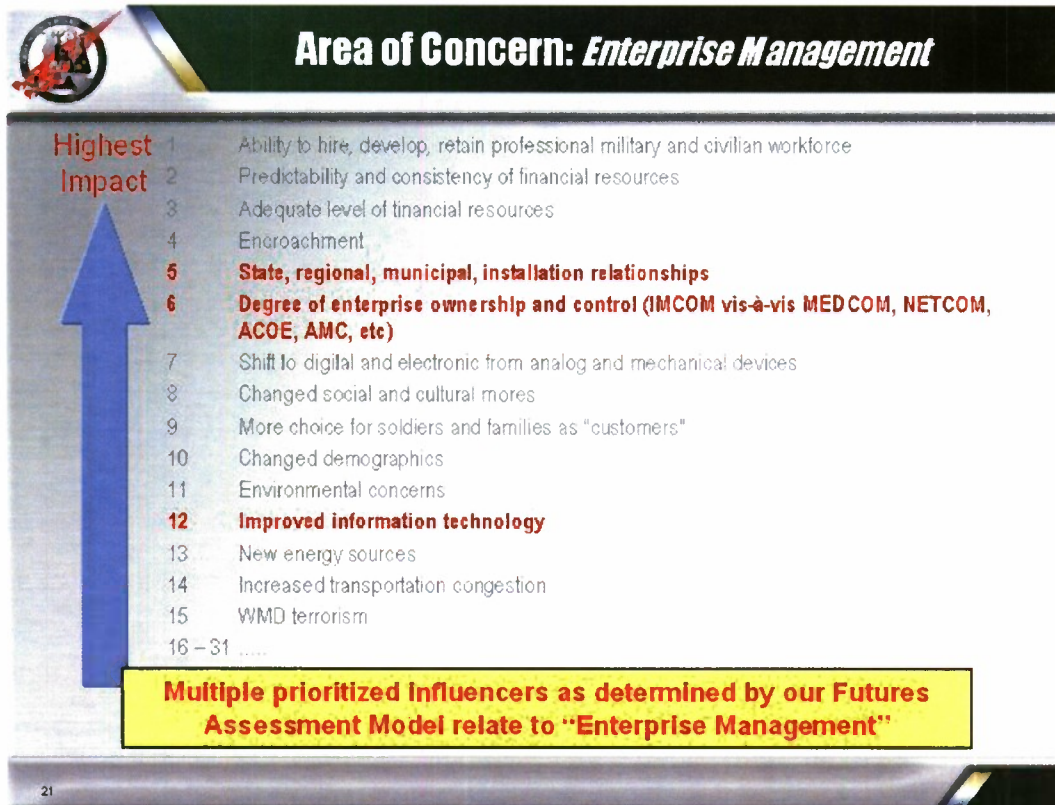 Area of Concern: Enterprise Management
Highest
Impact
1 Ability to hire, develop, retain professional military and civilian workforce
2 Predictability and consistency of financial resources
3 Adequate level of financial resources
4 Encroachment
5 State, regional, municipal, installation relationships
6 Degree of enterprise ownership and control (IMCOM vis-à-vis MEDCOM, NETCOM,
ACOE, AMC, etc)
7 Shift to digital and electronic from analog and mechanical devices
8 Changed social and cultural mores
9 More choice for soldiers and families as "customers"
10 Changed demographics
11 Environmental concerns
12 Improved information technology
13 New energy sources
14 Increased transportation congestion
15 WMD terrorism
16 – 31 .....
Multiple prioritized influencers as determined by our Futures
Assessment Model relate to "Enterprise Management"
21